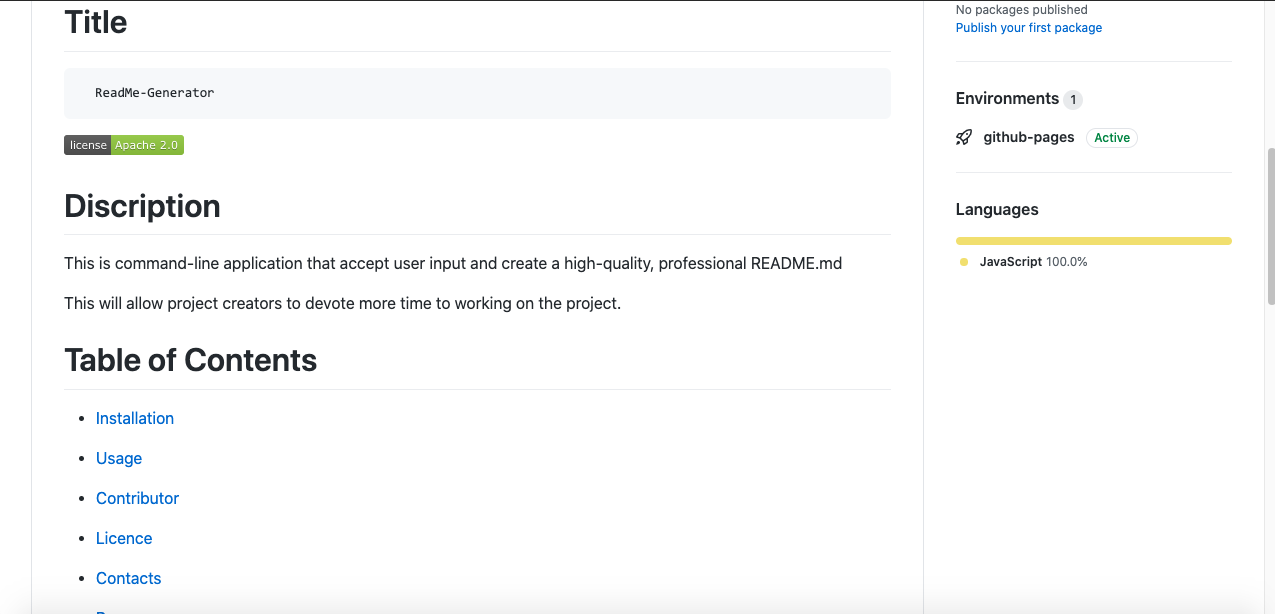 Title
ReadMe-Generator
license Apache 2.0
Discription
This is command-line application that accept user input and create a high-quality, professional README.md
This will allow project creators to devote more time to working on the project.
Table of Contents
Installation
Usage
Contributor
Licence
Contacts
No packages published
Publish your first package
Environments 1
github-pages Active
Languages
JavaScript 100.0%